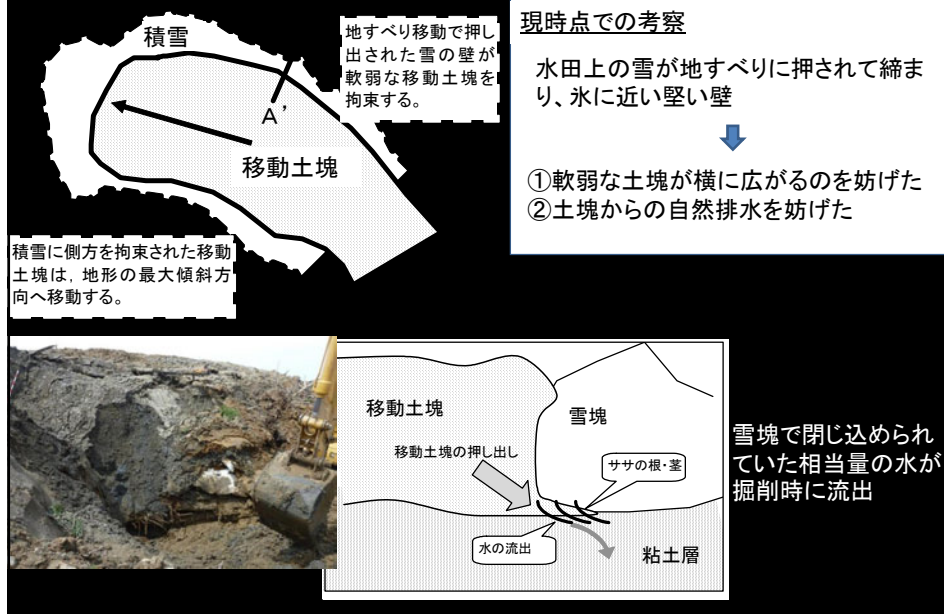 積雪
地すべり移動で押し
出された雪の壁が
軟弱な移動土塊を
拘束する。
A’
移動土塊
積雪に側方を拘束された移動
土塊は，地形の最大傾斜方
向へ移動する。
現時点での考察
水田上の雪が地すべりに押されて締ま
り、氷に近い堅い壁
①軟弱な土塊が横に広がるのを妨げた
②土塊からの自然排水を妨げた
移動土塊
雪塊
移動土塊の押し出し
ササの根・茎
水の流出
粘土層
雪塊で閉じ込められ
ていた相当量の水が
掘削時に流出